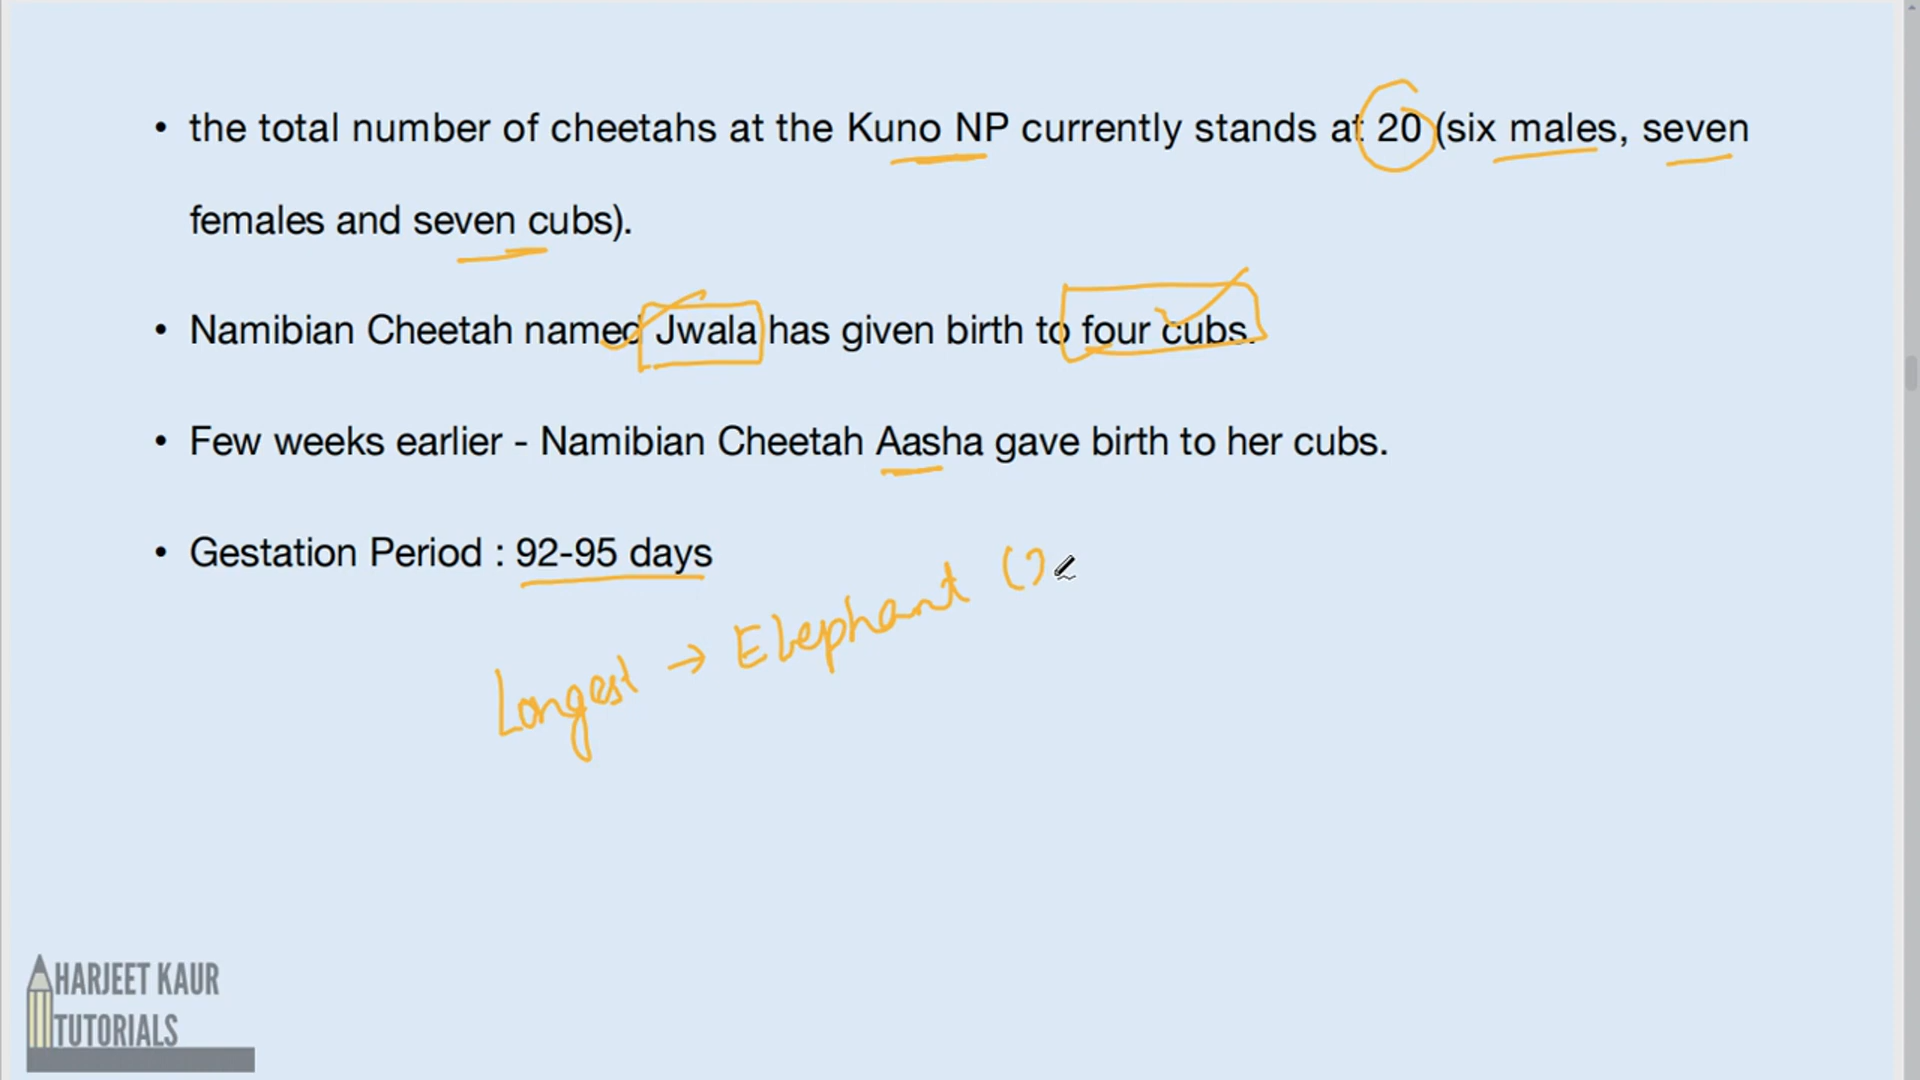 • the total number of cheetahs at the Kuno NP currently stands at 20 (six males, seven
females and seven cubs).
• Namibian Cheetah named Jwala has given birth to four cubs.
• Few weeks earlier - Namibian Cheetah Aasha gave birth to her cubs.
• Gestation Period : 92-95 days
Longest → Elephant (
HARJEET KAUR
TUTORIALS